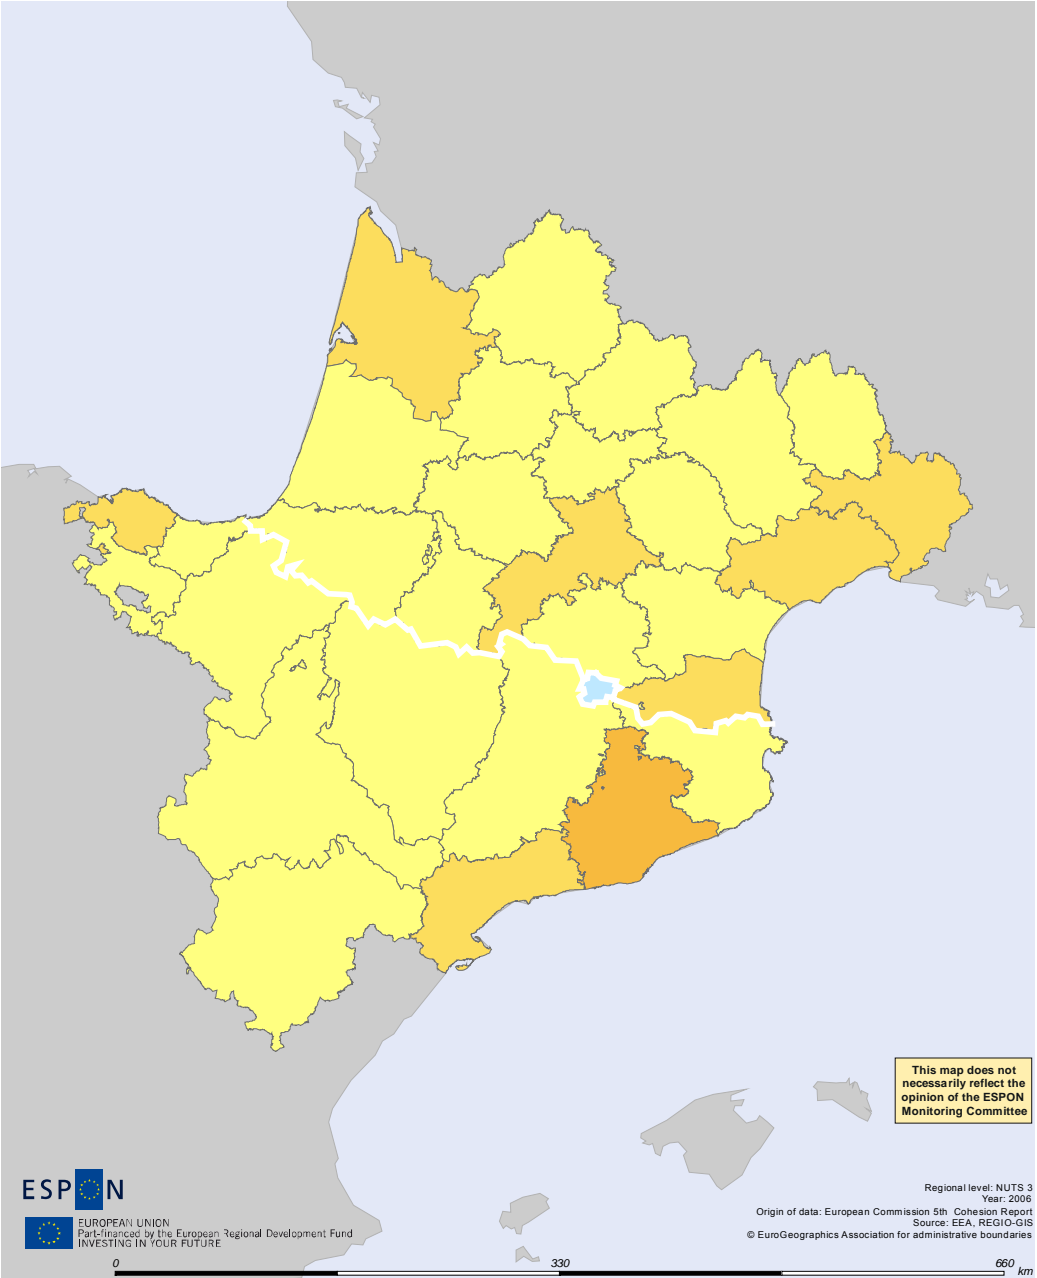 This map does not
necessarily reflect the
opinion of the ESPON
Monitoring Committee
ESPON
EUROPEAN UNION
Part-financed by the European Regional Development Fund
INVESTING IN YOUR FUTURE
Regional level: NUTS 3
Year: 2006
Origin of data: European Commission 5th Cohesion Report
Source: EEA, REGIO-GIS
© EuroGeographics Association for administrative boundaries
0 330 660
km